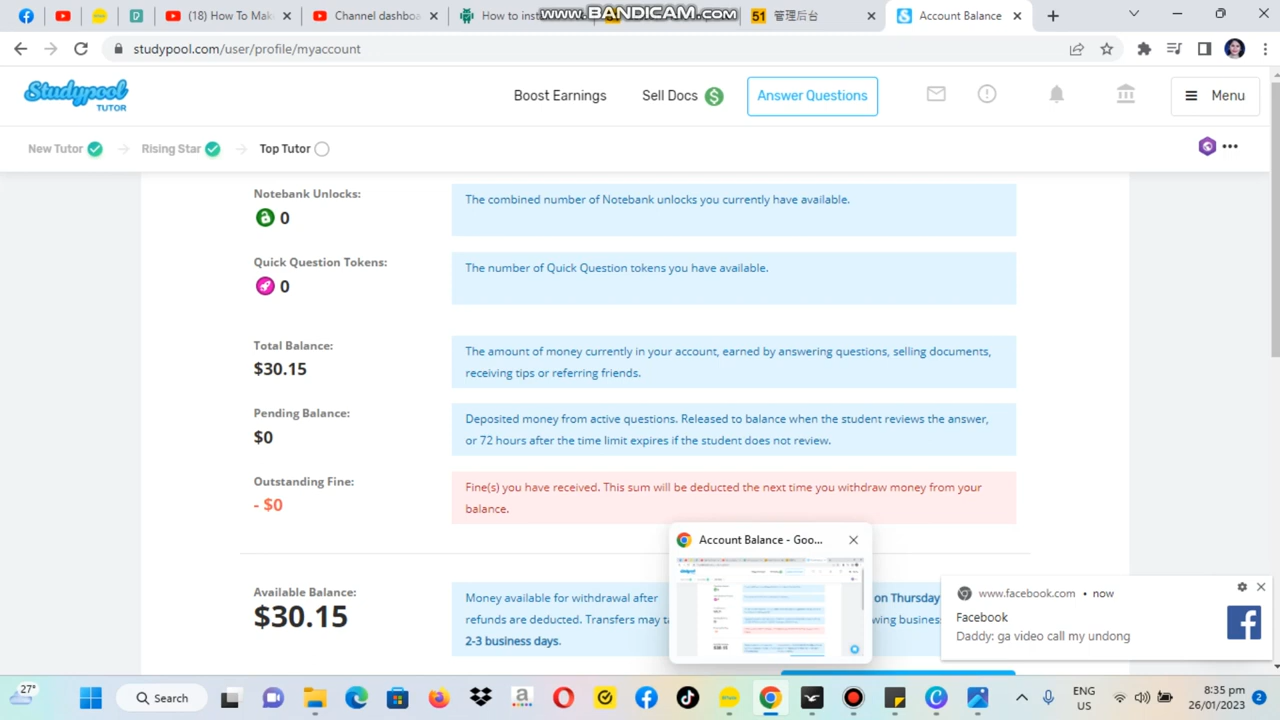 (18) How To Mak
Channel dashboa
How to inst
www.BANDICAM.com
管理后台
Account Balance
studypool.com/user/profile/myaccount
Studypool
TUTOR
Boost Earnings
Sell Docs
Answer Questions
Menu
New Tutor
Rising Star
Top Tutor
Notebank Unlocks:
0
The combined number of Notebank unlocks you currently have available.
Quick Question Tokens:
0
The number of Quick Question tokens you have available.
Total Balance:
$30.15
The amount of money currently in your account, earned by answering questions, selling documents,
receiving tips or referring friends.
Pending Balance:
$0
Deposited money from active questions. Released to balance when the student reviews the answer,
or 72 hours after the time limit expires if the student does not review.
Outstanding Fine:
- $0
Fine(s) you have received. This sum will be deducted the next time you withdraw money from your
balance.
Account Balance - Goo...
Available Balance:
$30.15
Money available for withdrawal after
refunds are deducted. Transfers may ta
2-3 business days.
on Thursday
wing business
www.facebook.com • now
Facebook
Daddy: ga video call my undong
27°
Search
ENG
US
8:35 pm
26/01/2023
2